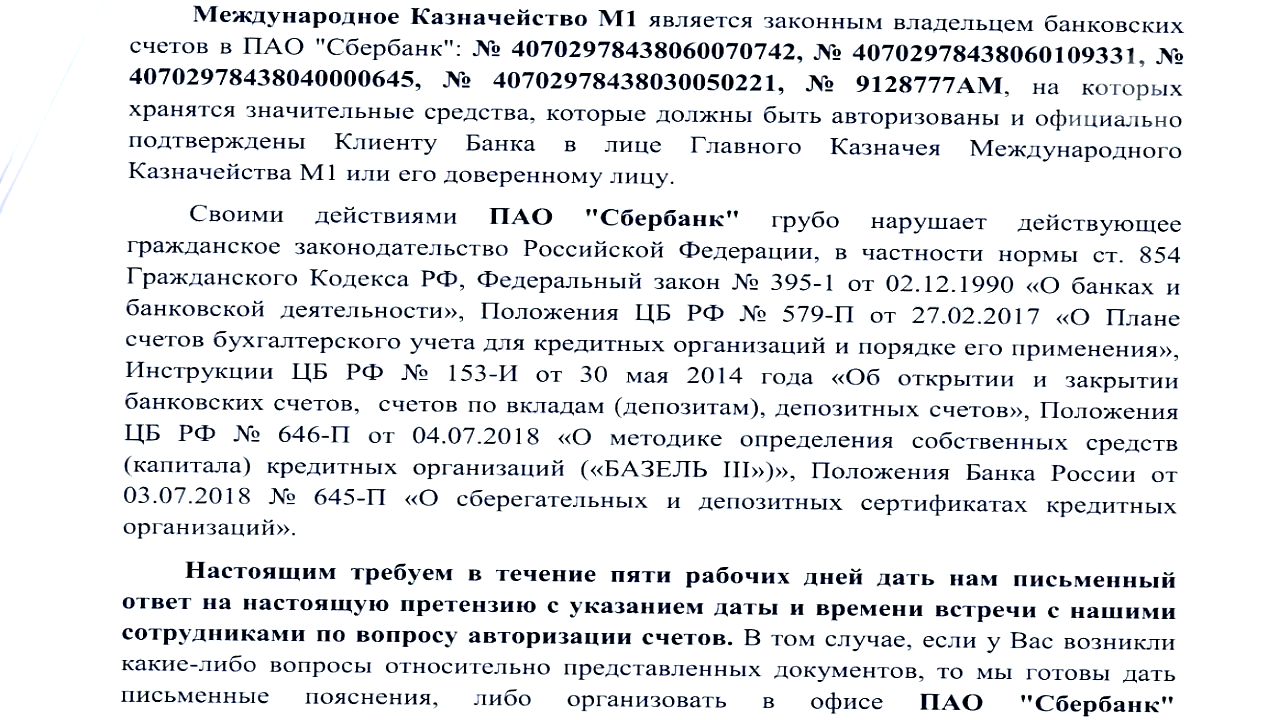 Международное Казначейство М1 является законным владельцем банковских
счетов в ПАО "Сбербанк": № 40702978438060070742, № 40702978438060109331, №
40702978438040000645, № 40702978438030050221, № 9128777АМ, на которых
хранятся значительные средства, которые должны быть авторизованы и официально
подтверждены Клиенту Банка в лице Главного Казначея Международного
Казначейства М1 или его доверенному лицу.
Своими действиями ПАО "Сбербанк" грубо нарушает действующее
гражданское законодательство Российской Федерации, в частности нормы ст. 854
Гражданского Кодекса РФ, Федеральный закон № 395-1 от 02.12.1990 «О банках и
банковской деятельности», Положения ЦБ РФ № 579-П от 27.02.2017 «О Плане
счетов бухгалтерского учета для кредитных организаций и порядке его применения»,
Инструкции ЦБ РФ № 153-И от 30 мая 2014 года «Об открытии и закрытии
банковских счетов, счетов по вкладам (депозитам), депозитных счетов», Положения
ЦБ РФ № 646-П от 04.07.2018 «О методике определения собственных средств
(капитала) кредитных организаций («БАЗЕЛЬ III»)», Положения Банка России от
03.07.2018 № 645-П «О сберегательных и депозитных сертификатах кредитных
организаций».
Настоящим требуем в течение пяти рабочих дней дать нам письменный
ответ на настоящую претензию с указанием даты и времени встречи с нашими
сотрудниками по вопросу авторизации счетов. В том случае, если у Вас возникли
какие-либо вопросы относительно представленных документов, то мы готовы дать
письменные пояснения, либо организовать в офисе ПАО "Сбербанк"